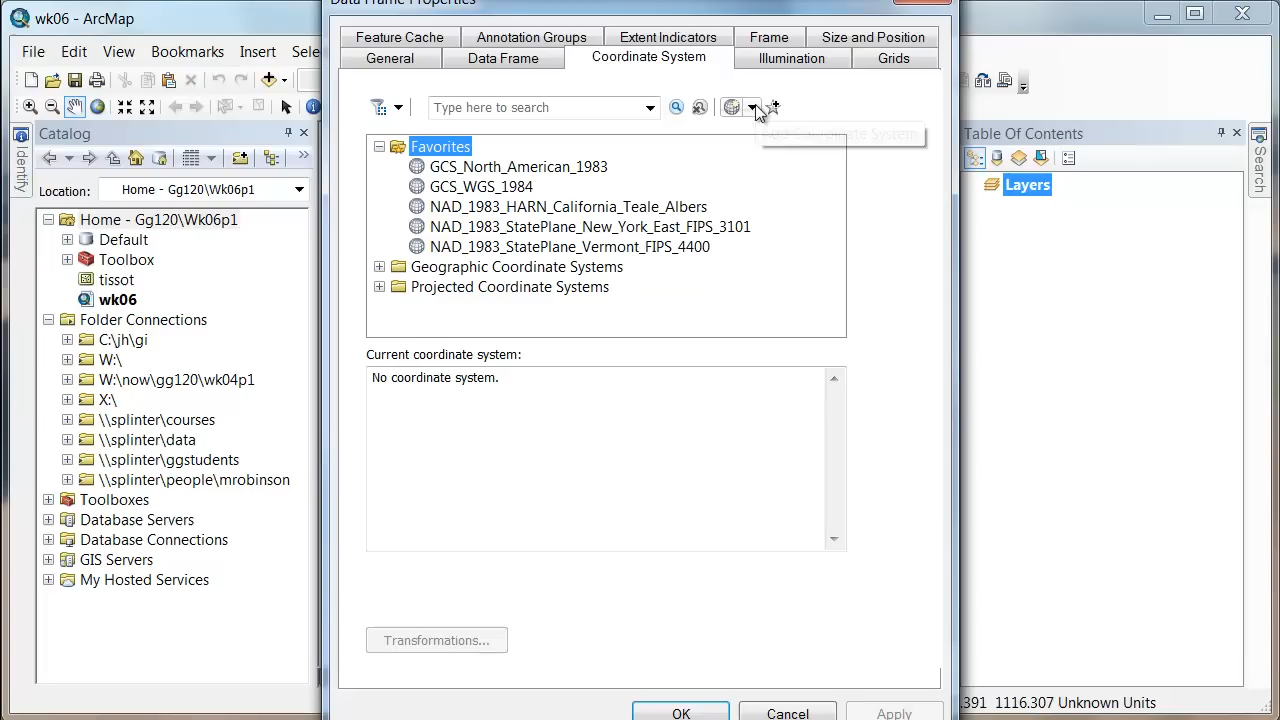 wk06 - ArcMap
File Edit View Bookmarks Insert Sele
Catalog
Location: Home - Gg120\Wk06p1
Home - Gg120\Wk06p1
Default
Toolbox
tissot
wk06
Folder Connections
C:\jh\gi
W:\
W:\now\gg120\wk04p1
X:\
\\splinter\courses
\\splinter\data
\\splinter\ggstudents
\\splinter\people\mrobinson
Toolboxes
Database Servers
Database Connections
GIS Servers
My Hosted Services
Identify
Data Frame Properties
Feature Cache Annotation Groups Extent Indicators Frame Size and Position
General Data Frame Coordinate System Illumination Grids
Type here to search
Add Coordinate System
Favorites
GCS_North_American_1983
GCS_WGS_1984
NAD_1983_HARN_California_Teale_Albers
NAD_1983_StatePlane_New_York_East_FIPS_3101
NAD_1983_StatePlane_Vermont_FIPS_4400
Geographic Coordinate Systems
Projected Coordinate Systems
Current coordinate system:
No coordinate system.
Transformations...
OK Cancel Apply
Table Of Contents
Layers
Search
.391 1116.307 Unknown Units